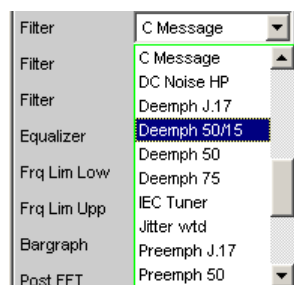 Filter C Message
Filter C Message
DC Noise HP
Filter Deemph J.17
Deemph 50/15
Equalizer Deemph 50
Frq Lim Low Deemph 75
Frq Lim Upp IEC Tuner
Jitter wtd
Bargraph Preemph J.17
Post FFT Preemph 50